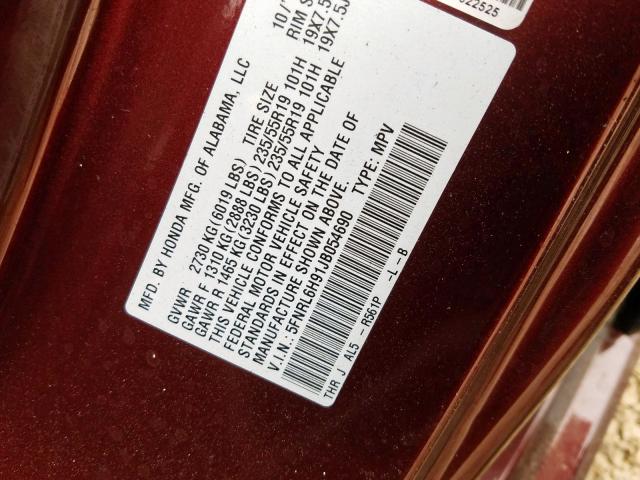 522525
MFD. BY HONDA MFG. OF ALABAMA, LLC 10/
GVWR 2730 KG (6019 LBS) TIRE SIZE RIM S
GAWR F 1310 KG (2888 LBS) 235/55R19 101H 19X7.5
GAWR R 1465 KG (3230 LBS) 235/55R19 101H 19X7.5J
THIS VEHICLE CONFORMS TO ALL APPLICABLE
FEDERAL MOTOR VEHICLE SAFETY
STANDARDS IN EFFECT ON THE DATE OF
MANUFACTURE SHOWN ABOVE.
V.I.N.: 5FNRL6H91JB054690 TYPE: MPV
THR J AL5 - R561P -L-B